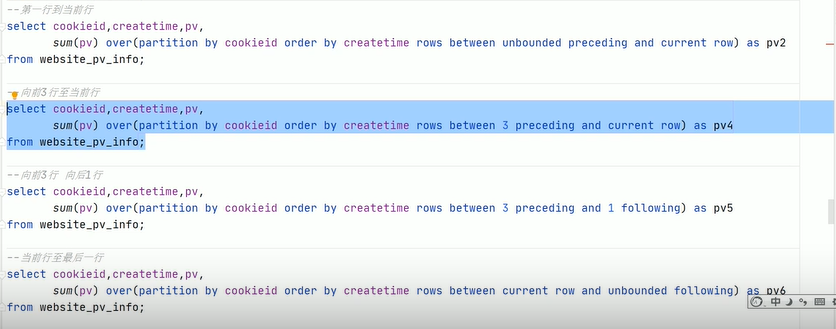 --第一行到当前行
select cookieid,createtime,pv,
sum(pv) over(partition by cookieid order by createtime rows between unbounded preceding and current row) as pv2
from website_pv_info;
向前3行至当前行
select cookieid,createtime,pv,
sum(pv) over(partition by cookieid order by createtime rows between 3 preceding and current row) as pv4
from website_pv_info;
--向前3行 向后1行
select cookieid,createtime,pv,
sum(pv) over(partition by cookieid order by createtime rows between 3 preceding and 1 following) as pv5
from website_pv_info;
--当前行至最后一行
select cookieid,createtime,pv,
sum(pv) over(partition by cookieid order by createtime rows between current row and unbounded following) as pv6
from website_pv_info;
中